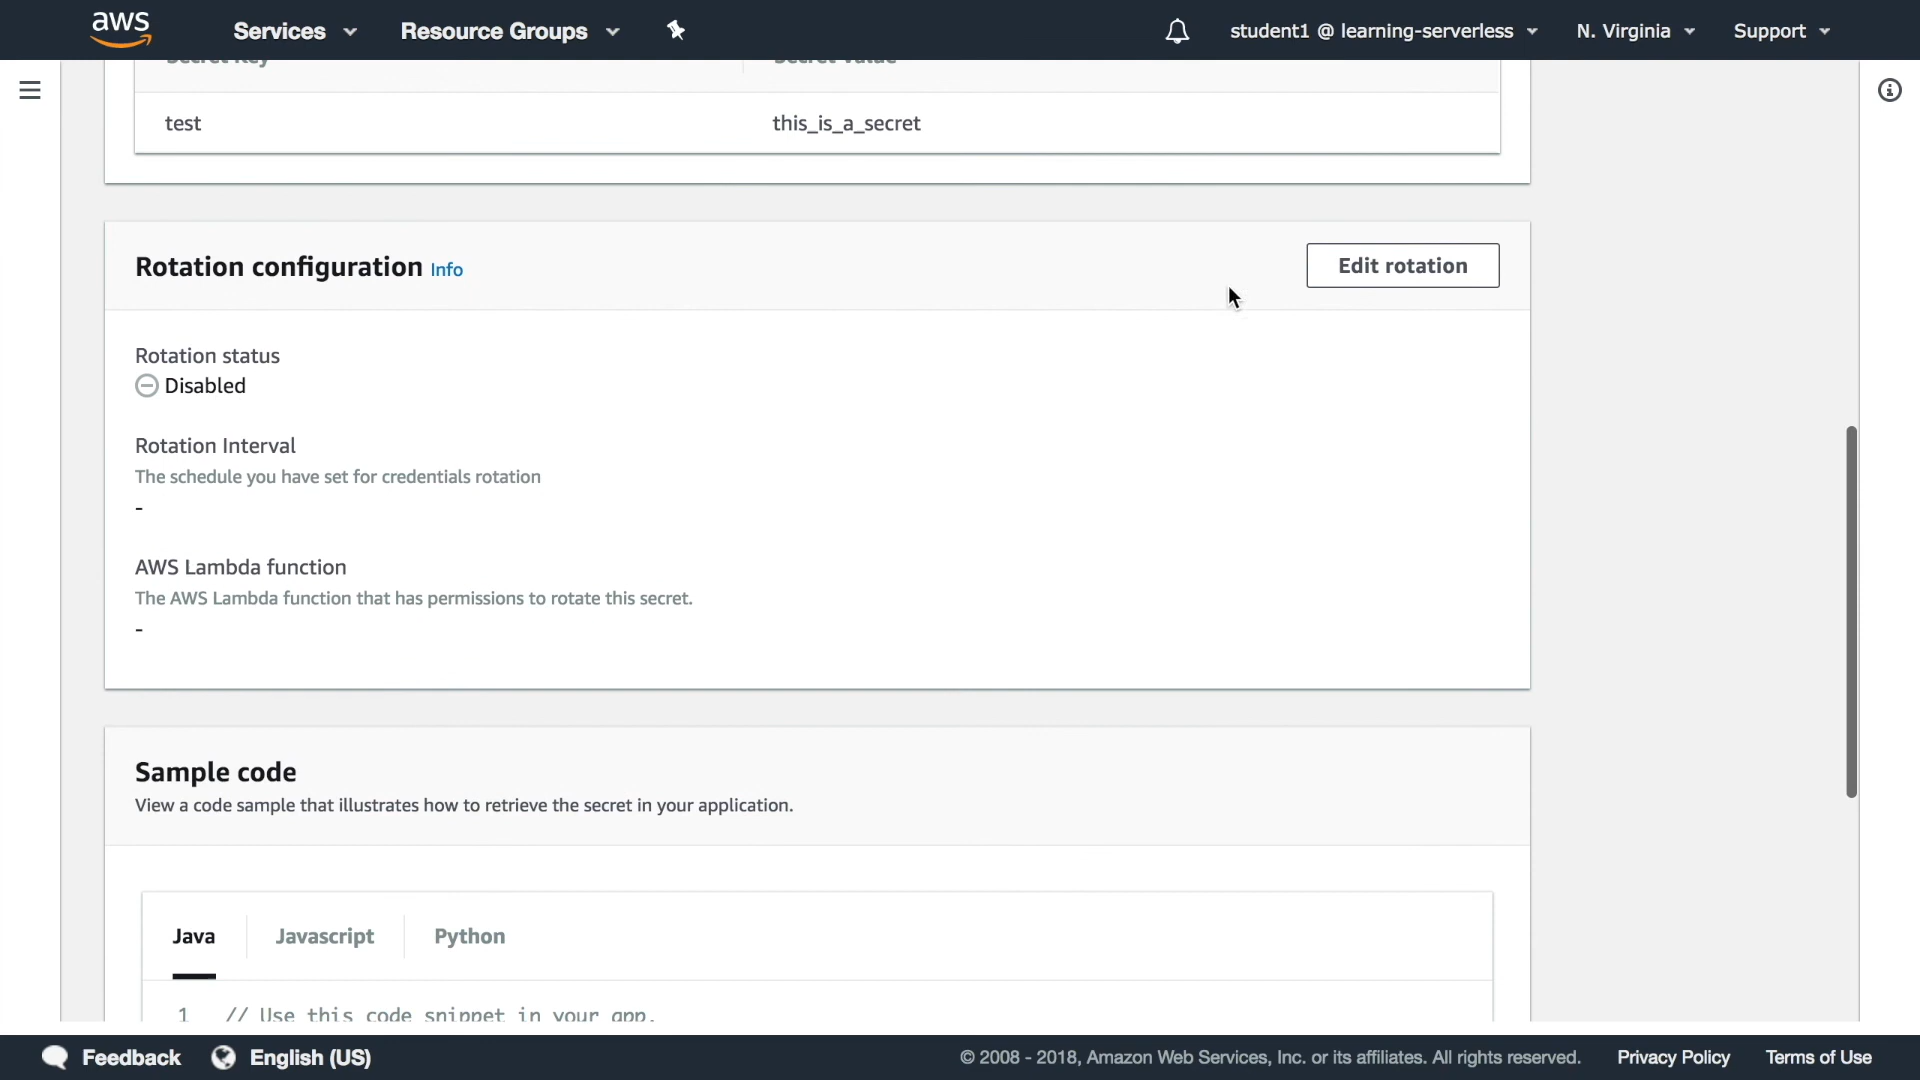 aws Services Resource Groups student1 @ learning-serverless N. Virginia Support
Secret Key Secret Value
test this_is_a_secret
Rotation configuration Info Edit rotation
Rotation status
Disabled
Rotation Interval
The schedule you have set for credentials rotation
-
AWS Lambda function
The AWS Lambda function that has permissions to rotate this secret.
-
Sample code
View a code sample that illustrates how to retrieve the secret in your application.
Java Javascript Python
1 // Use this code snippet in your app.
Feedback English (US) © 2008 - 2018, Amazon Web Services, Inc. or its affiliates. All rights reserved. Privacy Policy Terms of Use